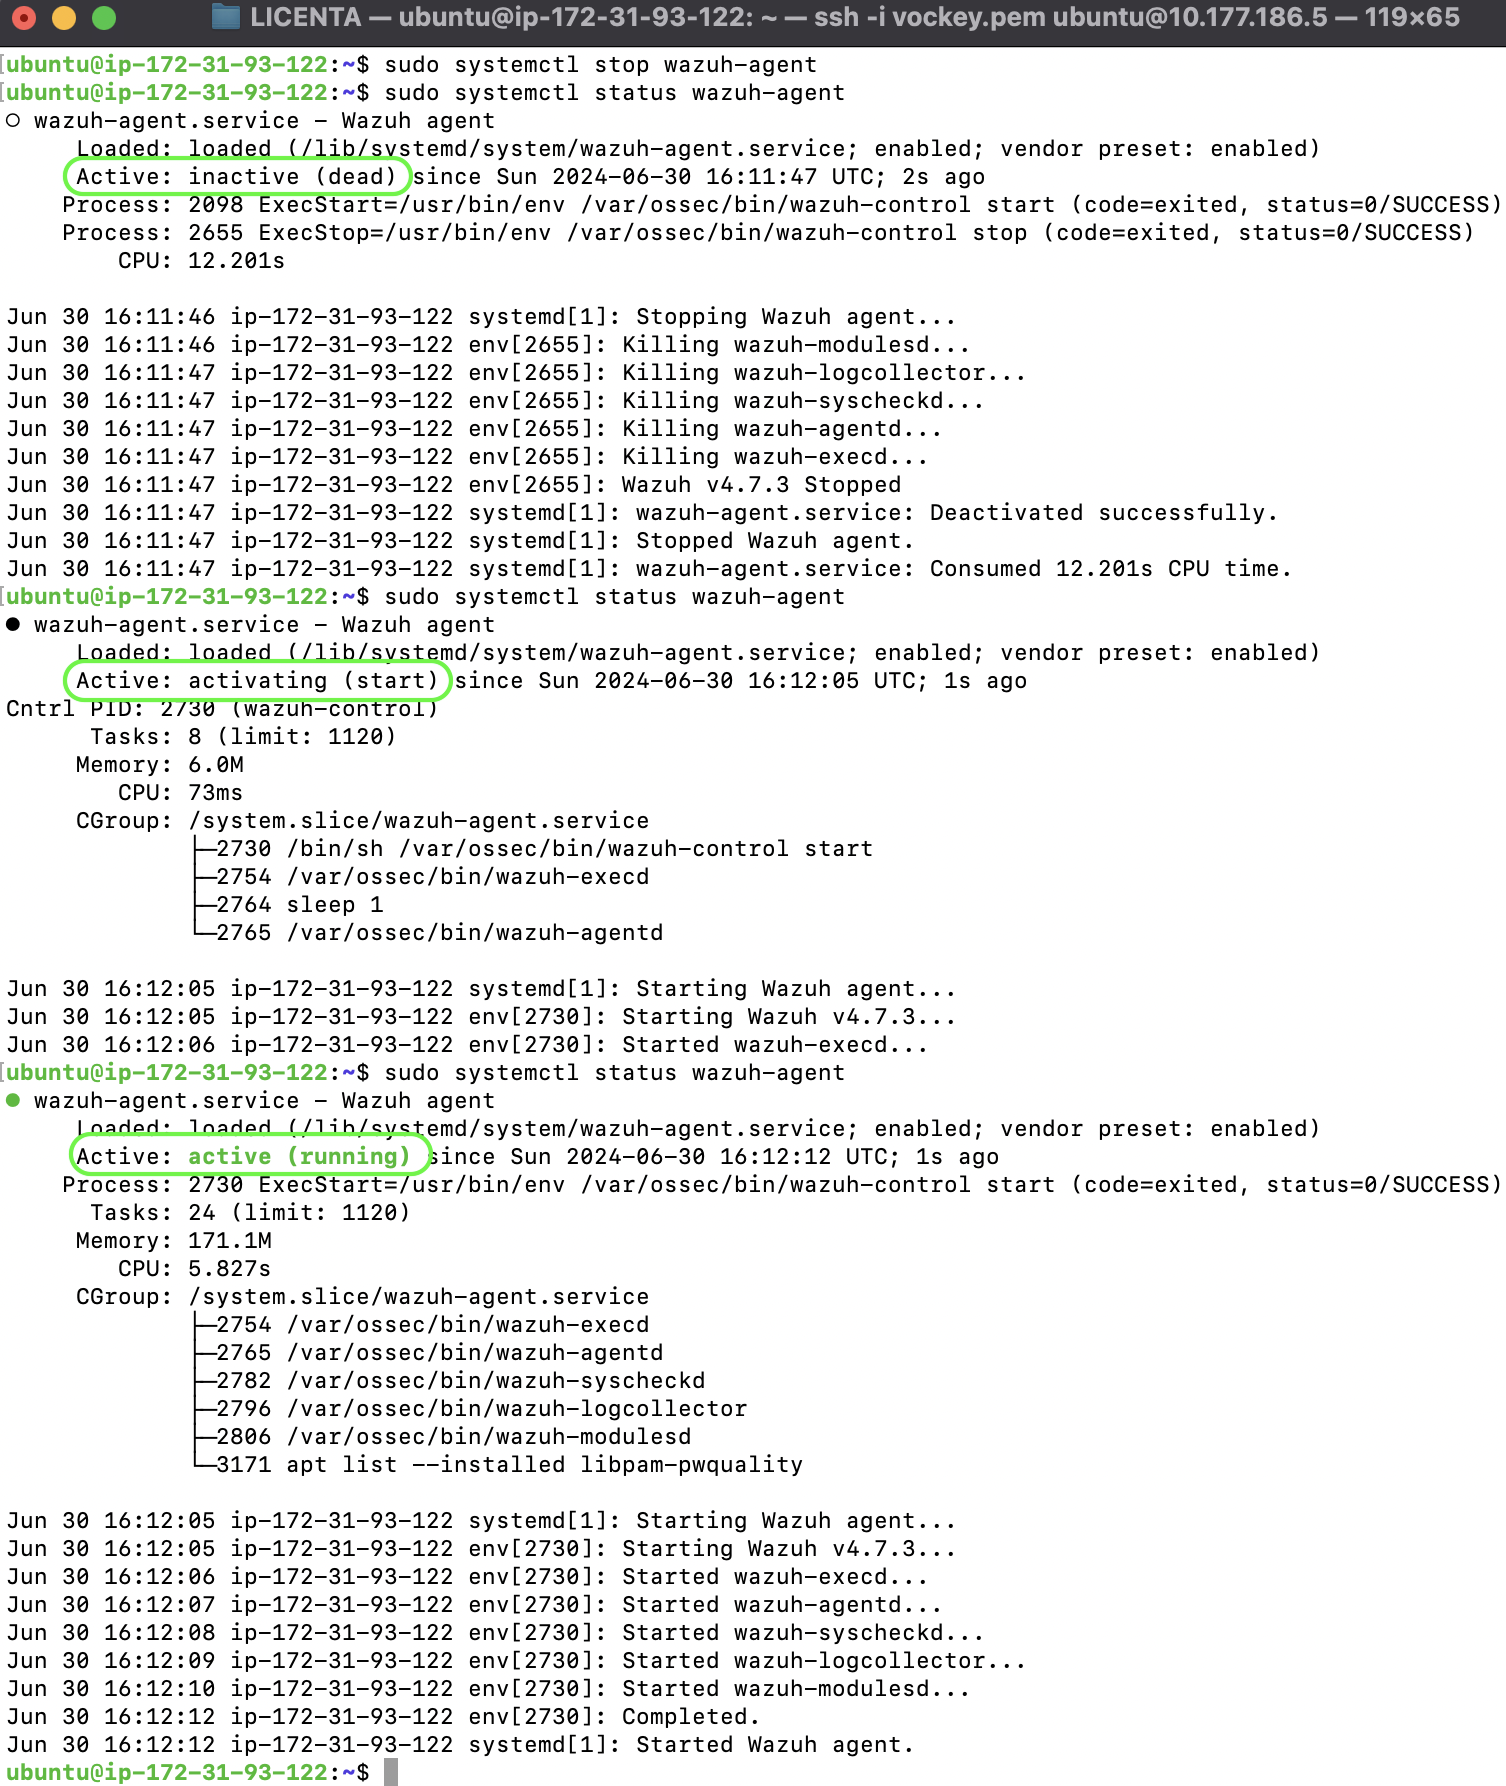 LICENTA — ubuntu@ip-172-31-93-122: ~ — ssh -i vockey.pem ubuntu@10.177.186.5 — 119×65
[ubuntu@ip-172-31-93-122:~$ sudo systemctl stop wazuh-agent
[ubuntu@ip-172-31-93-122:~$ sudo systemctl status wazuh-agent
○ wazuh-agent.service - Wazuh agent
     Loaded: loaded (/lib/systemd/system/wazuh-agent.service; enabled; vendor preset: enabled)
     Active: inactive (dead) since Sun 2024-06-30 16:11:47 UTC; 2s ago
    Process: 2098 ExecStart=/usr/bin/env /var/ossec/bin/wazuh-control start (code=exited, status=0/SUCCESS)
    Process: 2655 ExecStop=/usr/bin/env /var/ossec/bin/wazuh-control stop (code=exited, status=0/SUCCESS)
        CPU: 12.201s
Jun 30 16:11:46 ip-172-31-93-122 systemd[1]: Stopping Wazuh agent...
Jun 30 16:11:46 ip-172-31-93-122 env[2655]: Killing wazuh-modulesd...
Jun 30 16:11:47 ip-172-31-93-122 env[2655]: Killing wazuh-logcollector...
Jun 30 16:11:47 ip-172-31-93-122 env[2655]: Killing wazuh-syscheckd...
Jun 30 16:11:47 ip-172-31-93-122 env[2655]: Killing wazuh-agentd...
Jun 30 16:11:47 ip-172-31-93-122 env[2655]: Killing wazuh-execd...
Jun 30 16:11:47 ip-172-31-93-122 env[2655]: Wazuh v4.7.3 Stopped
Jun 30 16:11:47 ip-172-31-93-122 systemd[1]: wazuh-agent.service: Deactivated successfully.
Jun 30 16:11:47 ip-172-31-93-122 systemd[1]: Stopped Wazuh agent.
Jun 30 16:11:47 ip-172-31-93-122 systemd[1]: wazuh-agent.service: Consumed 12.201s CPU time.
[ubuntu@ip-172-31-93-122:~$ sudo systemctl status wazuh-agent
● wazuh-agent.service - Wazuh agent
     Loaded: loaded (/lib/systemd/system/wazuh-agent.service; enabled; vendor preset: enabled)
     Active: activating (start) since Sun 2024-06-30 16:12:05 UTC; 1s ago
Cntrl PID: 2730 (wazuh-control)
      Tasks: 8 (limit: 1120)
     Memory: 6.0M
        CPU: 73ms
     CGroup: /system.slice/wazuh-agent.service
             ├─2730 /bin/sh /var/ossec/bin/wazuh-control start
             ├─2754 /var/ossec/bin/wazuh-execd
             ├─2764 sleep 1
             └─2765 /var/ossec/bin/wazuh-agentd
Jun 30 16:12:05 ip-172-31-93-122 systemd[1]: Starting Wazuh agent...
Jun 30 16:12:05 ip-172-31-93-122 env[2730]: Starting Wazuh v4.7.3...
Jun 30 16:12:06 ip-172-31-93-122 env[2730]: Started wazuh-execd...
[ubuntu@ip-172-31-93-122:~$ sudo systemctl status wazuh-agent
● wazuh-agent.service - Wazuh agent
     Loaded: loaded (/lib/systemd/system/wazuh-agent.service; enabled; vendor preset: enabled)
     Active: active (running) since Sun 2024-06-30 16:12:12 UTC; 1s ago
    Process: 2730 ExecStart=/usr/bin/env /var/ossec/bin/wazuh-control start (code=exited, status=0/SUCCESS)
      Tasks: 24 (limit: 1120)
     Memory: 171.1M
        CPU: 5.827s
     CGroup: /system.slice/wazuh-agent.service
             ├─2754 /var/ossec/bin/wazuh-execd
             ├─2765 /var/ossec/bin/wazuh-agentd
             ├─2782 /var/ossec/bin/wazuh-syscheckd
             ├─2796 /var/ossec/bin/wazuh-logcollector
             ├─2806 /var/ossec/bin/wazuh-modulesd
             └─3171 apt list --installed libpam-pwquality
Jun 30 16:12:05 ip-172-31-93-122 systemd[1]: Starting Wazuh agent...
Jun 30 16:12:05 ip-172-31-93-122 env[2730]: Starting Wazuh v4.7.3...
Jun 30 16:12:06 ip-172-31-93-122 env[2730]: Started wazuh-execd...
Jun 30 16:12:07 ip-172-31-93-122 env[2730]: Started wazuh-agentd...
Jun 30 16:12:08 ip-172-31-93-122 env[2730]: Started wazuh-syscheckd...
Jun 30 16:12:09 ip-172-31-93-122 env[2730]: Started wazuh-logcollector...
Jun 30 16:12:10 ip-172-31-93-122 env[2730]: Started wazuh-modulesd...
Jun 30 16:12:12 ip-172-31-93-122 env[2730]: Completed.
Jun 30 16:12:12 ip-172-31-93-122 systemd[1]: Started Wazuh agent.
ubuntu@ip-172-31-93-122:~$